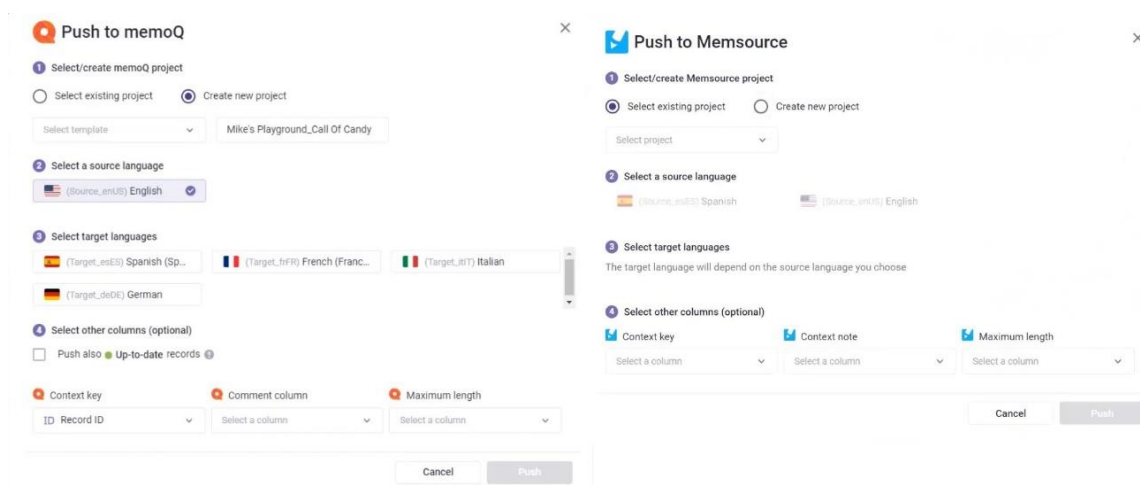 Push to memoQ
1 Select/create memoQ project
Select existing project Create new project
Select template Mike's Playground_Call Of Candy
2 Select a source language
(Source_enUS) English
3 Select target languages
(Target_esES) Spanish (Sp... (Target_frFR) French (Franc... (Target_itIT) Italian
(Target_deDE) German
4 Select other columns (optional)
Push also Up-to-date records
Context key Comment column Maximum length
ID Record ID Select a column Select a column
Cancel Push
Push to Memsource
1 Select/create Memsource project
Select existing project Create new project
Select project
2 Select a source language
(Source_esES) Spanish (Source_enUS) English
3 Select target languages
The target language will depend on the source language you choose
4 Select other columns (optional)
Context key Context note Maximum length
Select a column Select a column Select a column
Cancel Push